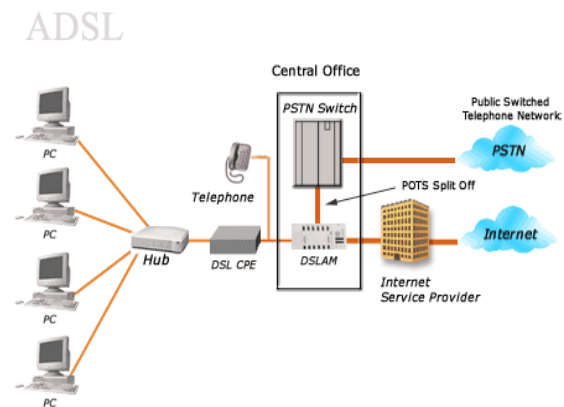 ADSL
Central Office
PSTN Switch
Public Switched
Telephone Network
PSTN
PC
Telephone
POTS Split Off
PC
Hub
DSL CPE
DSLAM
Internet
Internet
Service Provider
PC
PC